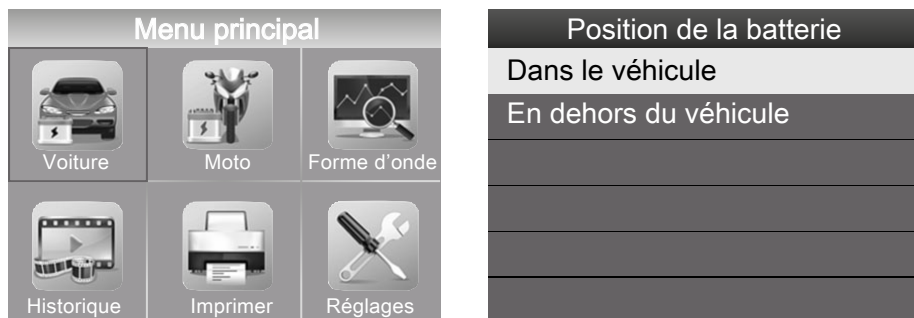 Menu principal
Voiture
Moto
Forme d'onde
Historique
Imprimer
Réglages
Position de la batterie
Dans le véhicule
En dehors du véhicule